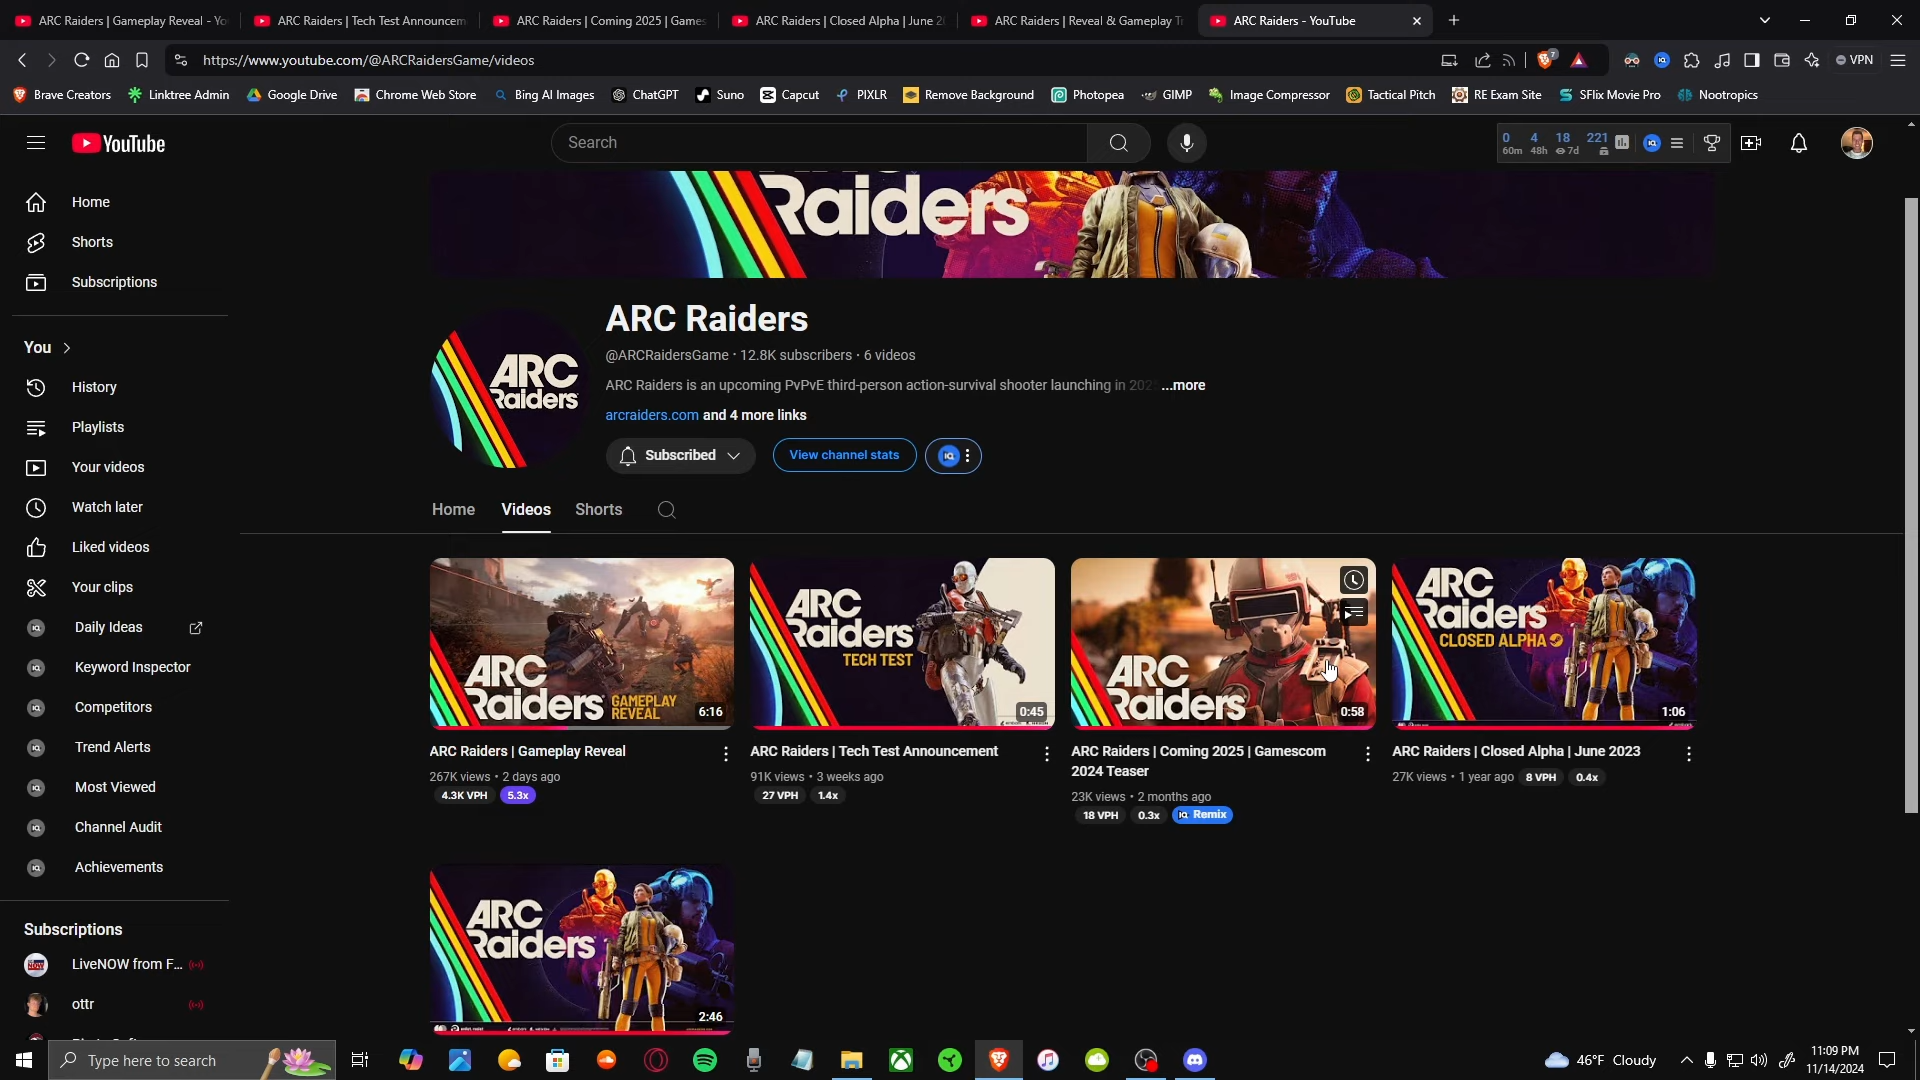 ARC Raiders | Gameplay Reveal - Yo
ARC Raiders | Tech Test Announcem
ARC Raiders | Coming 2025 | Games
ARC Raiders | Closed Alpha | June 2
ARC Raiders | Reveal & Gameplay T
ARC Raiders - YouTube
https://www.youtube.com/@ARCRaidersGame/videos
7
VPN
Brave Creators
Linktree Admin
Google Drive
Chrome Web Store
Bing AI Images
ChatGPT
Suno
Capcut
PIXLR
Remove Background
Photopea
GIMP
Image Compressor
Tactical Pitch
RE Exam Site
SFlix Movie Pro
Nootropics
YouTube
Search
0 4 18 221
60m 48h 7d
Home
Shorts
Subscriptions
You
History
Playlists
Your videos
Watch later
Liked videos
Your clips
Daily Ideas
Keyword Inspector
Competitors
Trend Alerts
Most Viewed
Channel Audit
Achievements
Subscriptions
LiveNOW from F...
ottr
Raiders
ARC
Raiders
ARC Raiders
@ARCRaidersGame · 12.8K subscribers · 6 videos
ARC Raiders is an upcoming PvPvE third-person action-survival shooter launching in 202 ...more
arcraiders.com and 4 more links
Subscribed
View channel stats
Home
Videos
Shorts
ARC
Raiders GAMEPLAY
REVEAL
6:16
ARC Raiders | Gameplay Reveal
267K views · 2 days ago
4.3K VPH 5.3x
ARC
Raiders
TECH TEST
0:45
ARC Raiders | Tech Test Announcement
91K views · 3 weeks ago
27 VPH 1.4x
ARC
Raiders
0:58
ARC Raiders | Coming 2025 | Gamescom
2024 Teaser
23K views · 2 months ago
18 VPH 0.3x Remix
ARC
Raiders
CLOSED ALPHA
1:06
ARC Raiders | Closed Alpha | June 2023
27K views · 1 year ago 8 VPH 0.4x
ARC
Raiders
2:46
Type here to search
46°F Cloudy
11:09 PM
11/14/2024